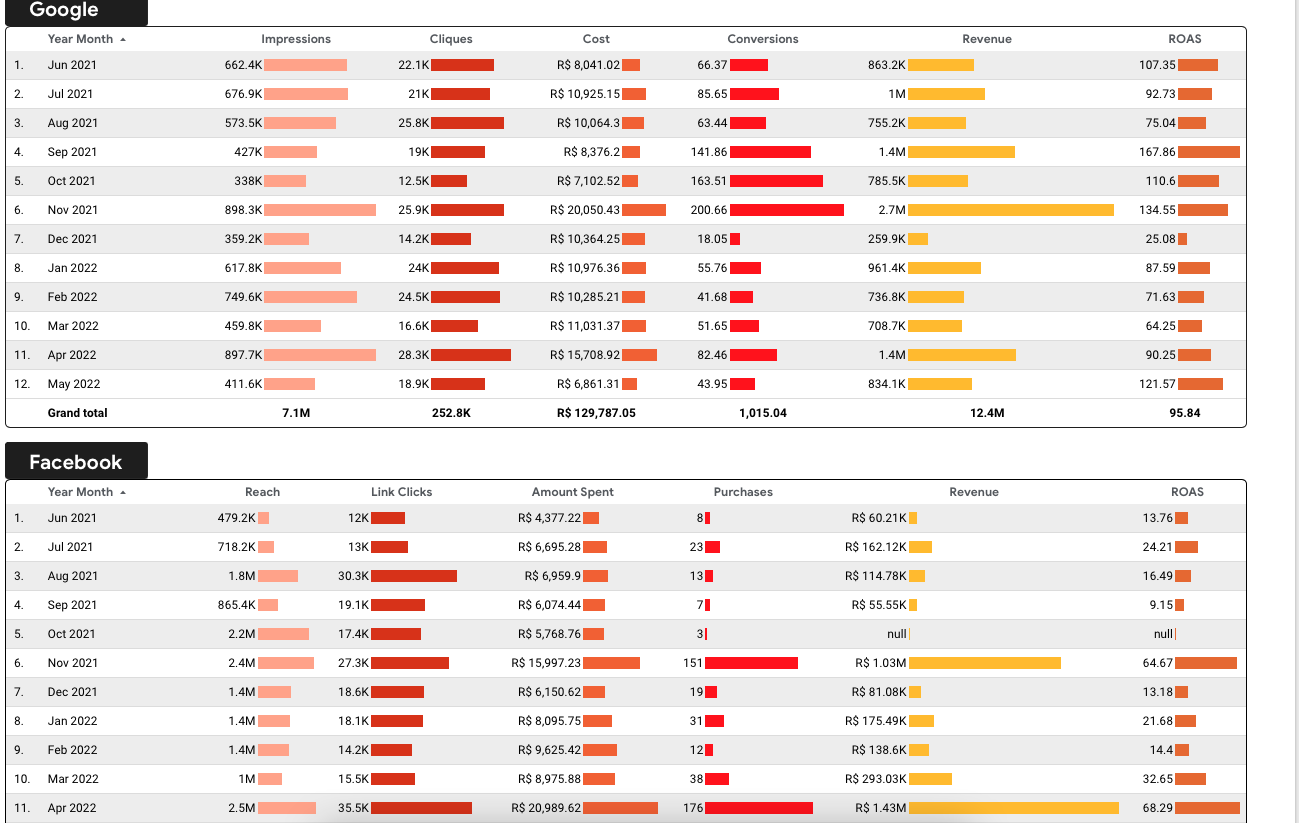 Google
Year Month Impressions Cliques Cost Conversions Revenue ROAS
1. Jun 2021 662.4K 22.1K R$ 8,041.02 66.37 863.2K 107.35
2. Jul 2021 676.9K 21K R$ 10,925.15 85.65 1M 92.73
3. Aug 2021 573.5K 25.8K R$ 10,064.3 63.44 755.2K 75.04
4. Sep 2021 427K 19K R$ 8,376.2 141.86 1.4M 167.86
5. Oct 2021 338K 12.5K R$ 7,102.52 163.51 785.5K 110.6
6. Nov 2021 898.3K 25.9K R$ 20,050.43 200.66 2.7M 134.55
7. Dec 2021 359.2K 14.2K R$ 10,364.25 18.05 259.9K 25.08
8. Jan 2022 617.8K 24K R$ 10,976.36 55.76 961.4K 87.59
9. Feb 2022 749.6K 24.5K R$ 10,285.21 41.68 736.8K 71.63
10. Mar 2022 459.8K 16.6K R$ 11,031.37 51.65 708.7K 64.25
11. Apr 2022 897.7K 28.3K R$ 15,708.92 82.46 1.4M 90.25
12. May 2022 411.6K 18.9K R$ 6,861.31 43.95 834.1K 121.57
Grand total 7.1M 252.8K R$ 129,787.05 1,015.04 12.4M 95.84
Facebook
Year Month Reach Link Clicks Amount Spent Purchases Revenue ROAS
1. Jun 2021 479.2K 12K R$ 4,377.22 8 R$ 60.21K 13.76
2. Jul 2021 718.2K 13K R$ 6,695.28 23 R$ 162.12K 24.21
3. Aug 2021 1.8M 30.3K R$ 6,959.9 13 R$ 114.78K 16.49
4. Sep 2021 865.4K 19.1K R$ 6,074.44 7 R$ 55.55K 9.15
5. Oct 2021 2.2M 17.4K R$ 5,768.76 3 null null
6. Nov 2021 2.4M 27.3K R$ 15,997.23 151 R$ 1.03M 64.67
7. Dec 2021 1.4M 18.6K R$ 6,150.62 19 R$ 81.08K 13.18
8. Jan 2022 1.4M 18.1K R$ 8,095.75 31 R$ 175.49K 21.68
9. Feb 2022 1.4M 14.2K R$ 9,625.42 12 R$ 138.6K 14.4
10. Mar 2022 1M 15.5K R$ 8,975.88 38 R$ 293.03K 32.65
11. Apr 2022 2.5M 35.5K R$ 20,989.62 176 R$ 1.43M 68.29